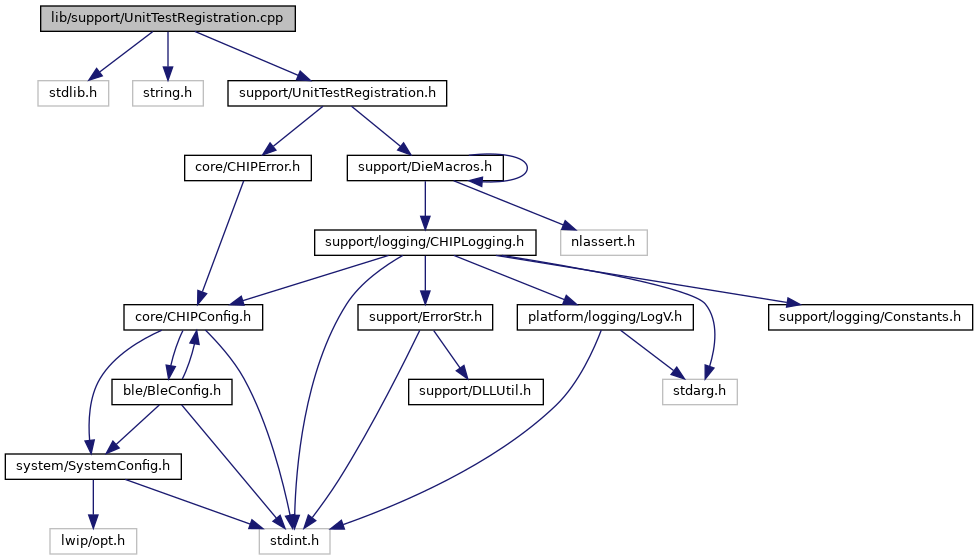 lib/support/UnitTestRegistration.cpp
stdlib.h
string.h
support/UnitTestRegistration.h
core/CHIPError.h
support/DieMacros.h
support/logging/CHIPLogging.h
nlassert.h
core/CHIPConfig.h
support/ErrorStr.h
platform/logging/LogV.h
support/logging/Constants.h
ble/BleConfig.h
support/DLLUtil.h
stdarg.h
system/SystemConfig.h
lwip/opt.h
stdint.h